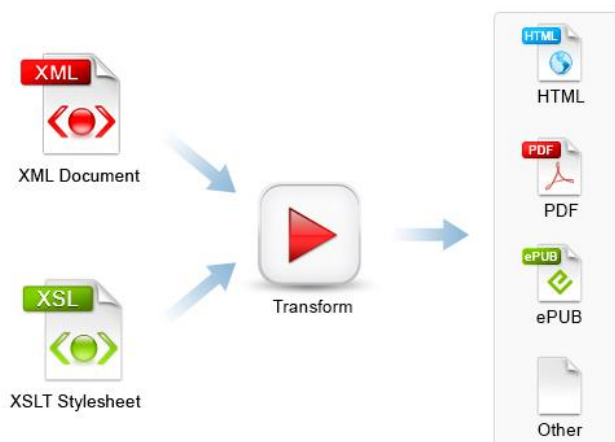 XML
XML Document
XSL
XSLT Stylesheet
Transform
HTML
HTML
PDF
PDF
ePUB
ePUB
Other